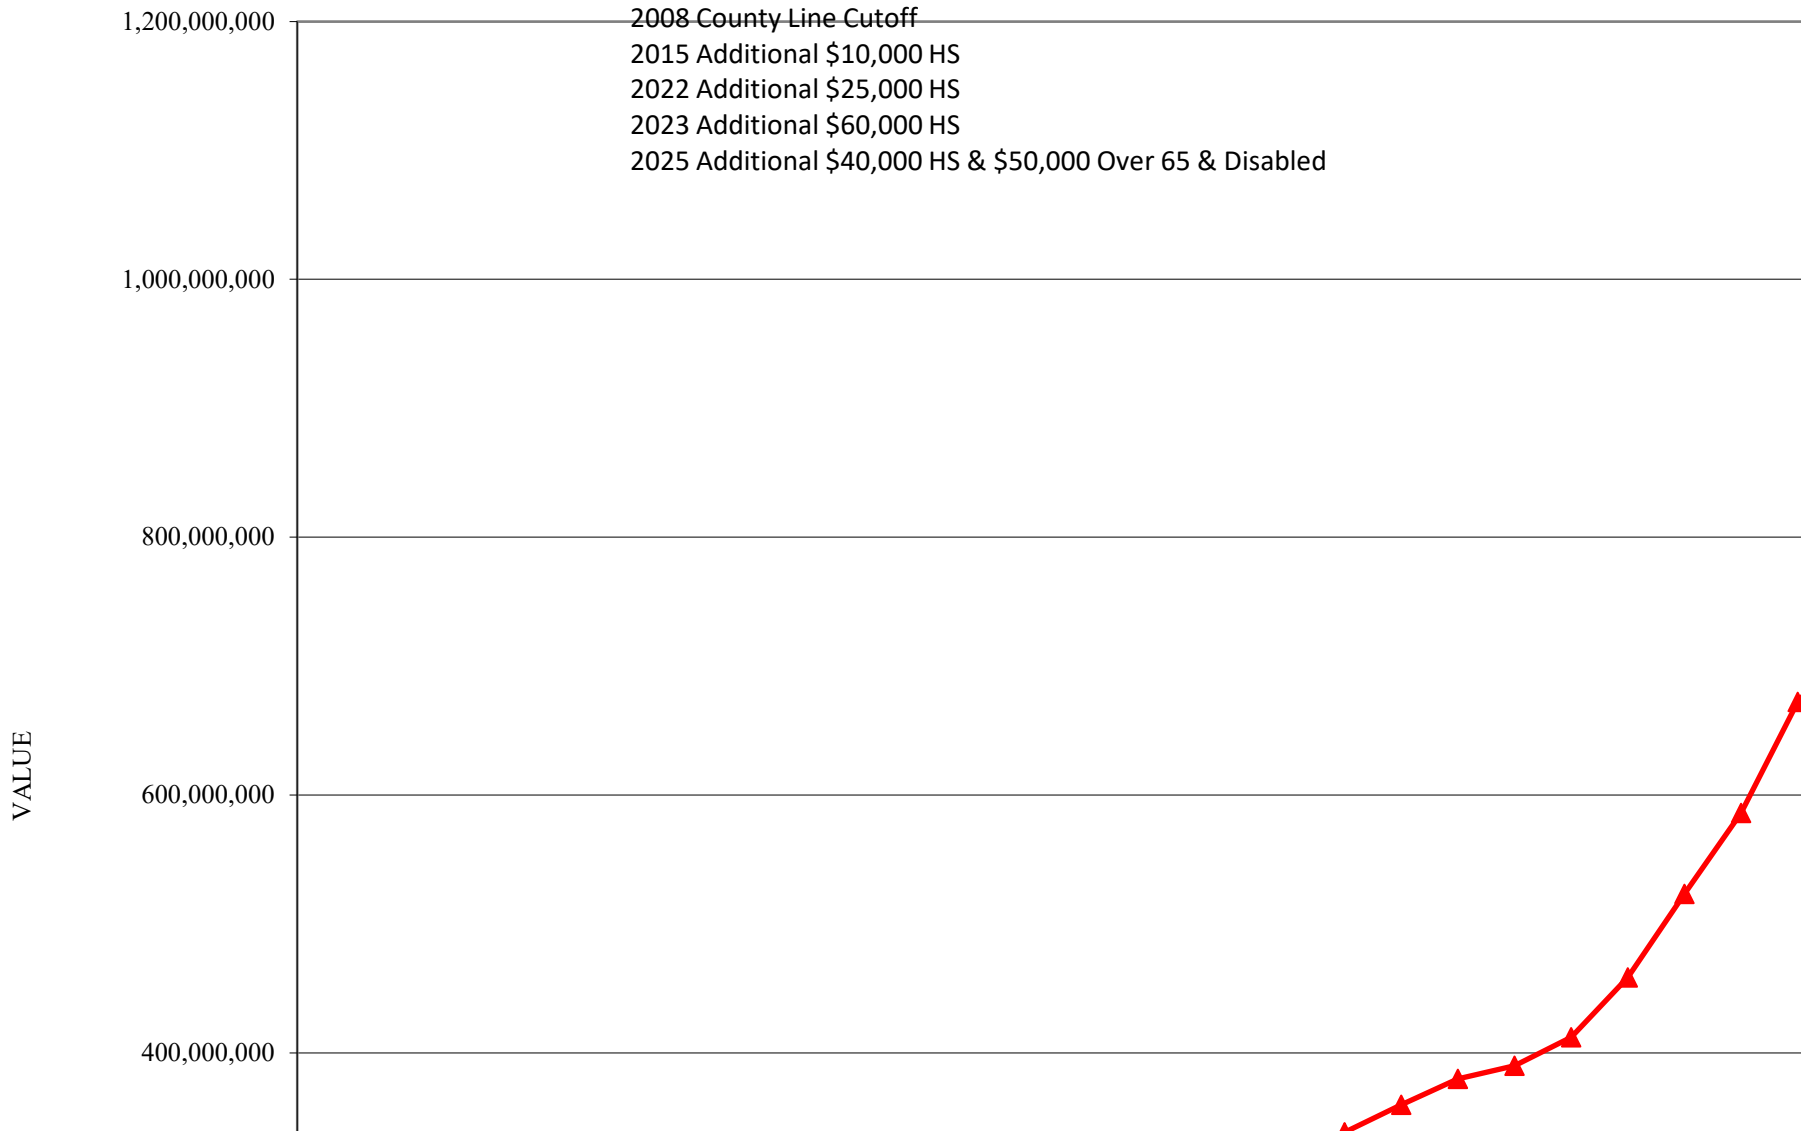 1,200,000,000
2008 County Line Cutoff
2015 Additional $10,000 HS
2022 Additional $25,000 HS
2023 Additional $60,000 HS
2025 Additional $40,000 HS & $50,000 Over 65 & Disabled
1,000,000,000
800,000,000
VALUE
600,000,000
400,000,000